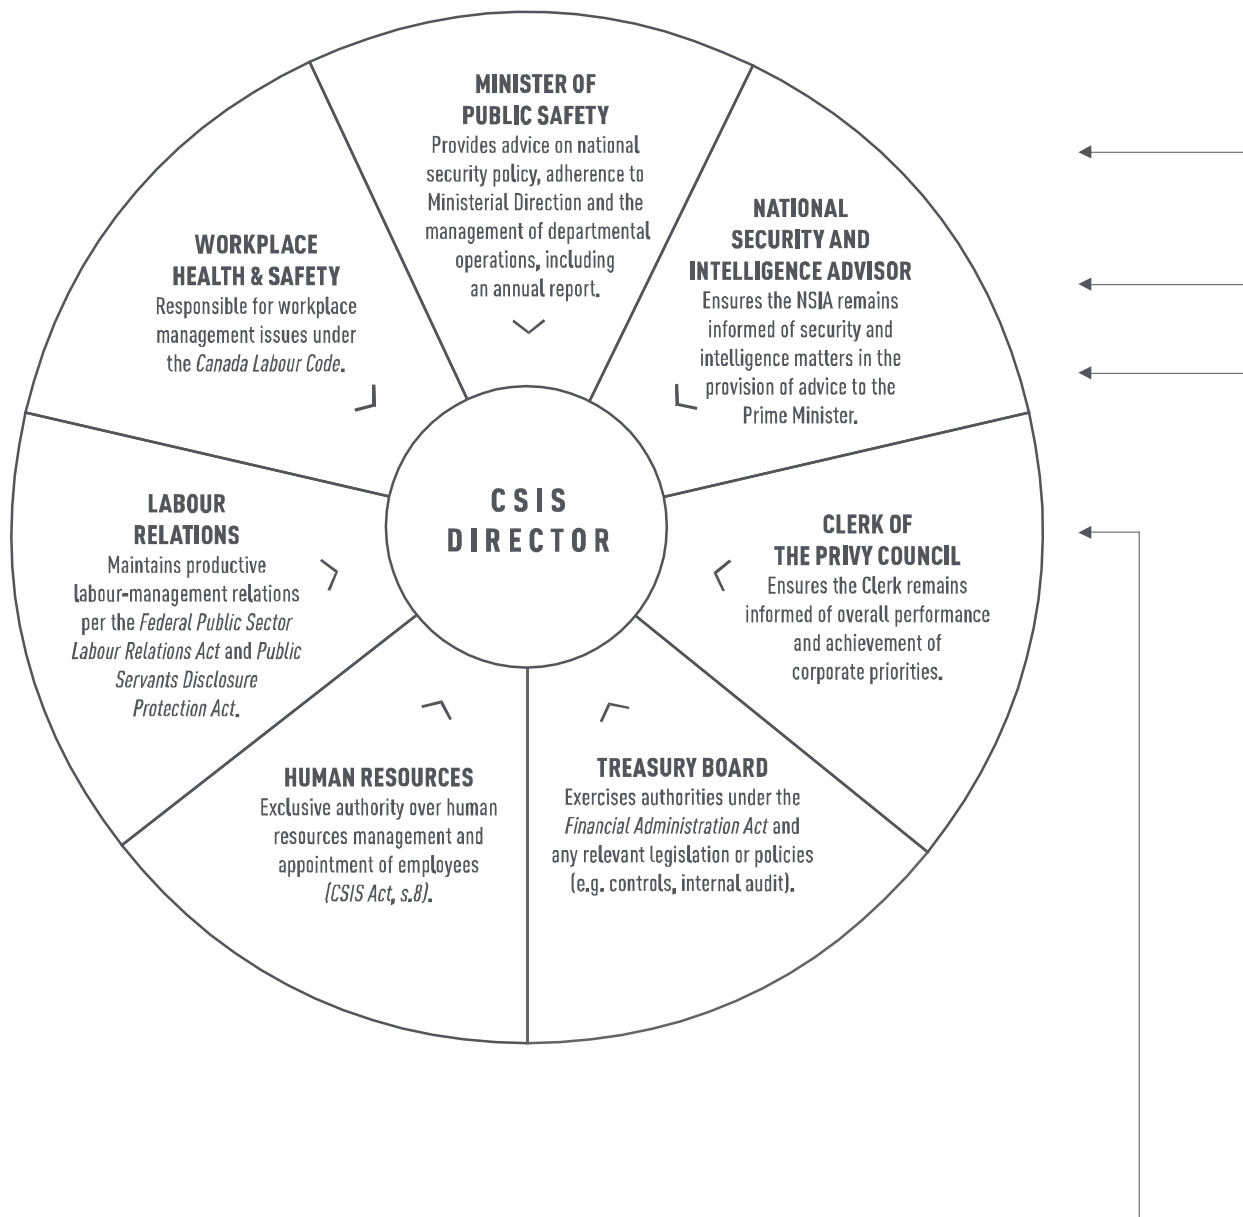 MINISTER OF
PUBLIC SAFETY
Provides advice on national
security policy, adherence to
Ministerial Direction and the
management of departmental
operations, including
an annual report.
NATIONAL
SECURITY AND
INTELLIGENCE ADVISOR
Ensures the NSIA remains
informed of security and
intelligence matters in the
provision of advice to the
Prime Minister.
CLERK OF
THE PRIVY COUNCIL
Ensures the Clerk remains
informed of overall performance
and achievement of
corporate priorities.
TREASURY BOARD
Exercises authorities under the
Financial Administration Act and
any relevant legislation or policies
(e.g. controls, internal audit).
HUMAN RESOURCES
Exclusive authority over human
resources management and
appointment of employees
(CSIS Act, s.8).
LABOUR
RELATIONS
Maintains productive
labour-management relations
per the Federal Public Sector
Labour Relations Act and Public
Servants Disclosure
Protection Act.
WORKPLACE
HEALTH & SAFETY
Responsible for workplace
management issues under
the Canada Labour Code.
CSIS
DIRECTOR